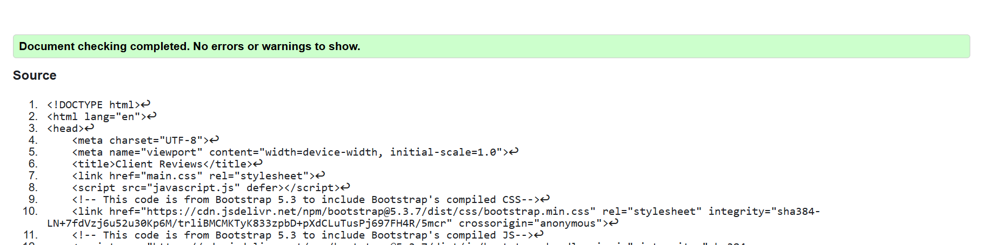 Document checking completed. No errors or warnings to show.
Source
1. <!DOCTYPE html>↩
2. <html lang="en">↩
3. <head>↩
4. <meta charset="UTF-8">↩
5. <meta name="viewport" content="width=device-width, initial-scale=1.0">↩
6. <title>Client Reviews</title>↩
7. <link href="main.css" rel="stylesheet">↩
8. <script src="javascript.js" defer></script>↩
9. <!-- This code is from Bootstrap 5.3 to include Bootstrap's compiled CSS-->↩
10. <link href="https://cdn.jsdelivr.net/npm/bootstrap@5.3.7/dist/css/bootstrap.min.css" rel="stylesheet" integrity="sha384-
LN+7fdVzj6u52u30Kp6M/trliBMCMKTyK833zpbD+pXdCLuTusPj697FH4R/5mcr" crossorigin="anonymous">↩
11. <!-- This code is from Bootstrap 5.3 to include Bootstrap's compiled JS-->↩